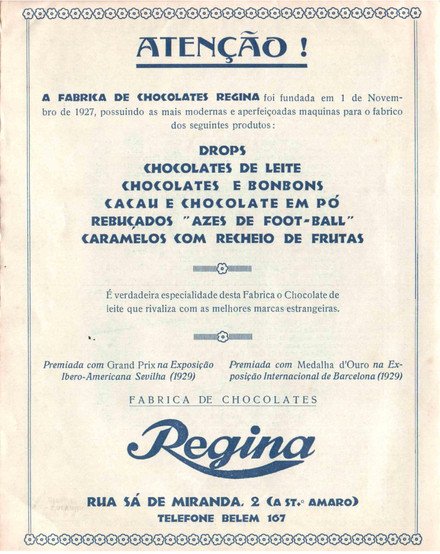 ATENÇÃO !
A FABRICA DE CHOCOLATES REGINA foi fundada em 1 de Novem-
bro de 1927, possuindo as mais modernas e aperfeiçoadas maquinas para o fabrico
dos seguintes produtos :
DROPS
CHOCOLATES DE LEITE
CHOCOLATES E BONBONS
CACAU E CHOCOLATE EM PÓ
REBUÇADOS "AZES DE FOOT-BALL"
CARAMELOS COM RECHEIO DE FRUTAS
É verdadeira especialidade desta Fabrica o Chocolate de
leite que rivaliza com as melhores marcas estrangeiras.
Premiada com Grand Prix na Exposição
Ibero-Americana Sevilha (1929)
Premiada com Medalha d'Ouro na Ex-
posição Internacional de Barcelona (1929)
FABRICA DE CHOCOLATES
Regina
RUA SÁ DE MIRANDA, 2 (A ST.º AMARO)
TELEFONE BELEM 167